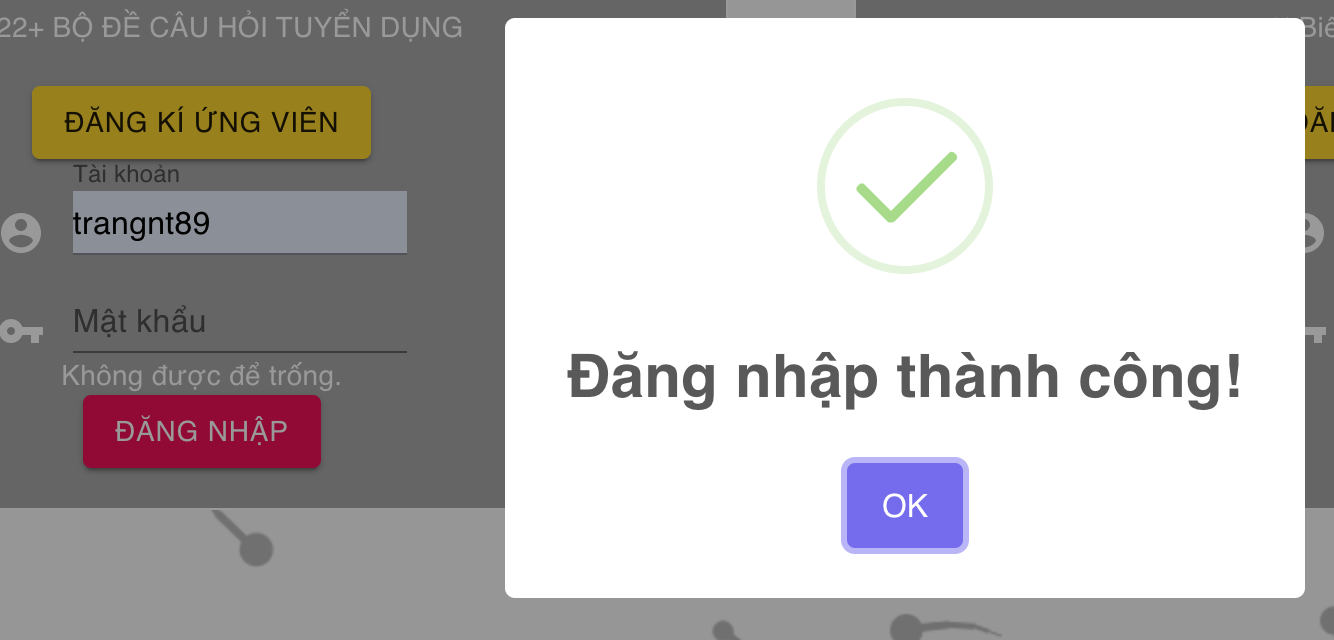 22+ BỘ ĐỀ CÂU HỎI TUYỂN DỤNG
ĐĂNG KÍ ỨNG VIÊN
Tài khoản
trangnt89
Mật khẩu
Không được để trống.
ĐĂNG NHẬP
Đăng nhập thành công!
OK